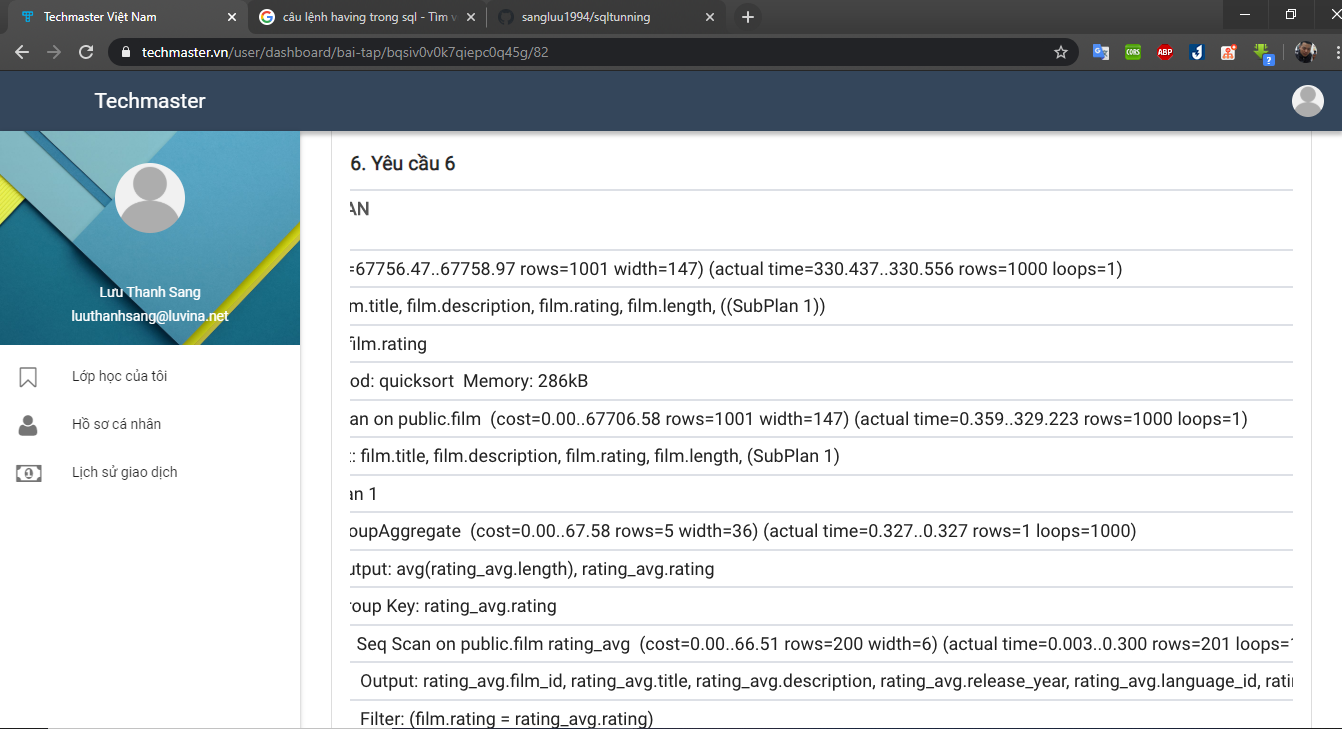 Techmaster Việt Nam
câu lệnh having trong sql - Tìm v
sangluu1994/sqltunning
techmaster.vn/user/dashboard/bai-tap/bqsiv0v0k7qiepc0q45g/82
CORS
ABP
Techmaster
Lưu Thanh Sang
luuthanhsang@luvina.net
Lớp học của tôi
Hồ sơ cá nhân
Lịch sử giao dịch
6. Yêu cầu 6
AN
=67756.47..67758.97 rows=1001 width=147) (actual time=330.437..330.556 rows=1000 loops=1)
m.title, film.description, film.rating, film.length, ((SubPlan 1))
film.rating
od: quicksort Memory: 286kB
an on public.film (cost=0.00..67706.58 rows=1001 width=147) (actual time=0.359..329.223 rows=1000 loops=1)
: film.title, film.description, film.rating, film.length, (SubPlan 1)
an 1
oupAggregate (cost=0.00..67.58 rows=5 width=36) (actual time=0.327..0.327 rows=1 loops=1000)
utput: avg(rating_avg.length), rating_avg.rating
roup Key: rating_avg.rating
Seq Scan on public.film rating_avg (cost=0.00..66.51 rows=200 width=6) (actual time=0.003..0.300 rows=201 loops=1
Output: rating_avg.film_id, rating_avg.title, rating_avg.description, rating_avg.release_year, rating_avg.language_id, rati
Filter: (film.rating = rating_avg.rating)